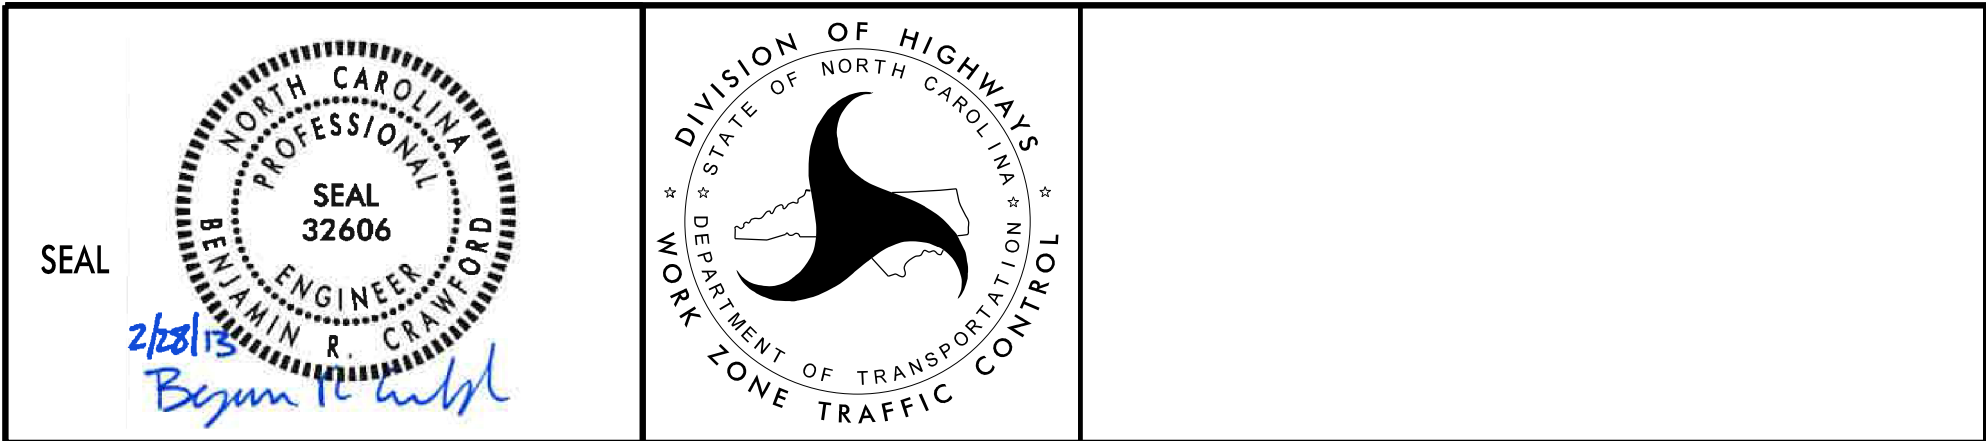 SEAL
NORTH CAROLINA
PROFESSIONAL
SEAL
32606
ENGINEER
BENJAMIN R. CRAWFORD
2/28/13
DIVISION OF HIGHWAYS
STATE OF NORTH CAROLINA
DEPARTMENT OF TRANSPORTATION
WORK ZONE TRAFFIC CONTROL